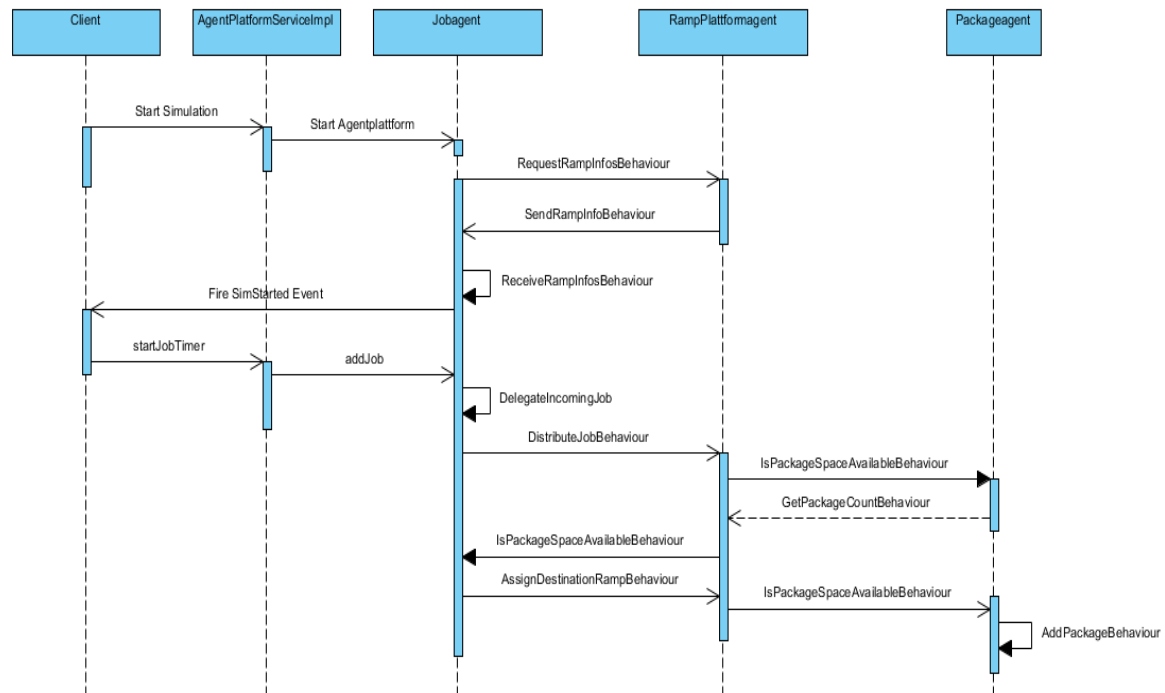 Client
AgentPlatformServiceImpl
Jobagent
RampPlattformagent
Packageagent
Start Simulation
Start Agentplattform
RequestRampInfosBehaviour
SendRampInfoBehaviour
ReceiveRampInfosBehaviour
Fire SimStarted Event
startJobTimer
addJob
DelegateIncomingJob
DistributeJobBehaviour
IsPackageSpaceAvailableBehaviour
GetPackageCountBehaviour
IsPackageSpaceAvailableBehaviour
AssignDestinationRampBehaviour
IsPackageSpaceAvailableBehaviour
AddPackageBehaviour